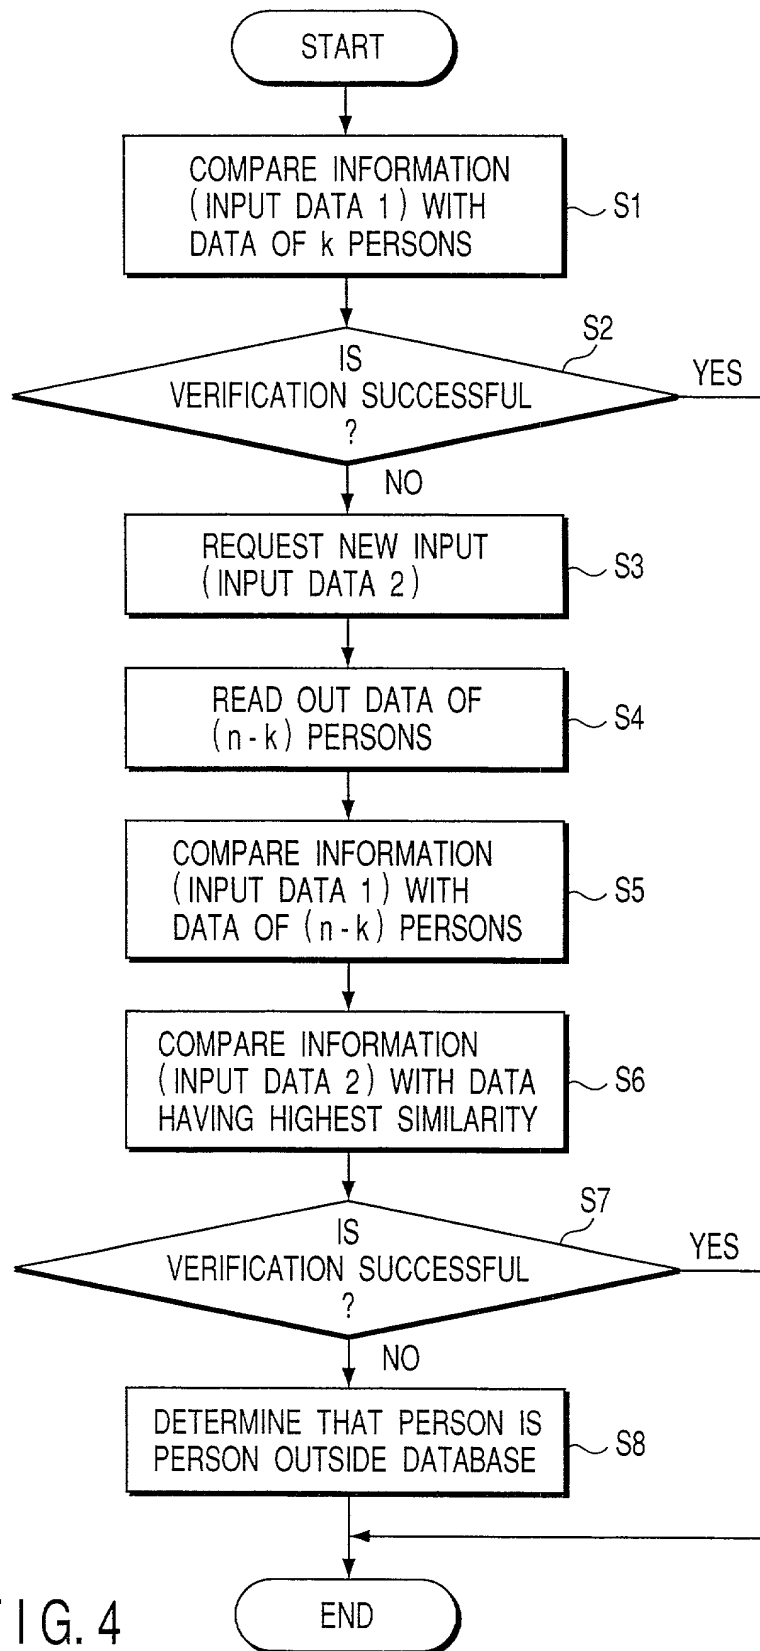 START
COMPARE INFORMATION
(INPUT DATA 1) WITH
DATA OF k PERSONS
S1
S2
IS
VERIFICATION SUCCESSFUL
?
YES
NO
REQUEST NEW INPUT
(INPUT DATA 2)
S3
READ OUT DATA OF
(n-k) PERSONS
S4
COMPARE INFORMATION
(INPUT DATA 1) WITH
DATA OF (n-k) PERSONS
S5
COMPARE INFORMATION
(INPUT DATA 2) WITH DATA
HAVING HIGHEST SIMILARITY
S6
S7
IS
VERIFICATION SUCCESSFUL
?
YES
NO
DETERMINE THAT PERSON IS
PERSON OUTSIDE DATABASE
S8
END
FIG. 4